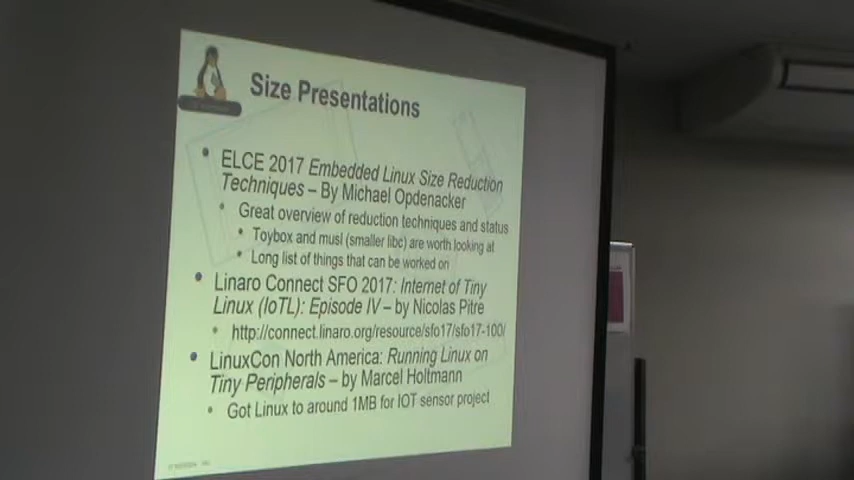 Size Presentations
• ELCE 2017 Embedded Linux Size Reduction
Techniques – By Michael Opdenacker
• Great overview of reduction techniques and status
• Toybox and musl (smaller libc) are worth looking at
• Long list of things that can be worked on
• Linaro Connect SFO 2017: Internet of Tiny
Linux (IoTL): Episode IV – by Nicolas Pitre
• http://connect.linaro.org/resource/sfo17/sfo17-100/
• LinuxCon North America: Running Linux on
Tiny Peripherals – by Marcel Holtmann
• Got Linux to around 1MB for IOT sensor project